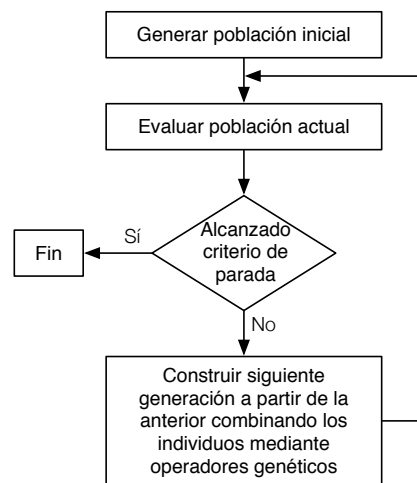 Generar población inicial
Evaluar población actual
Alcanzado
criterio de
parada
Sí
Fin
No
Construir siguiente
generación a partir de la
anterior combinando los
individuos mediante
operadores genéticos